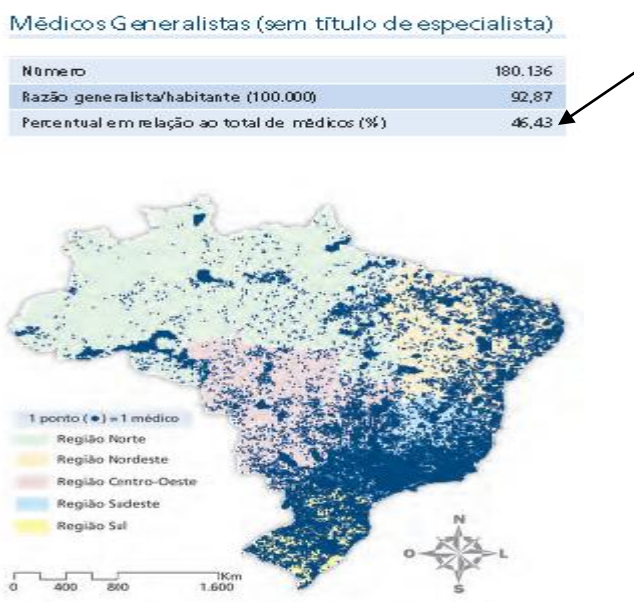 Médicos Generalistas (sem título de especialista)
Número 180.136
Razão generalista/habitante (100.000) 92,87
Percentual em relação ao total de médicos (%) 46,43
1 ponto (●) = 1 médico
Região Norte
Região Nordeste
Região Centro-Oeste
Região Sudeste
Região Sul
N
O L
S
Km
0 400 800 1.600